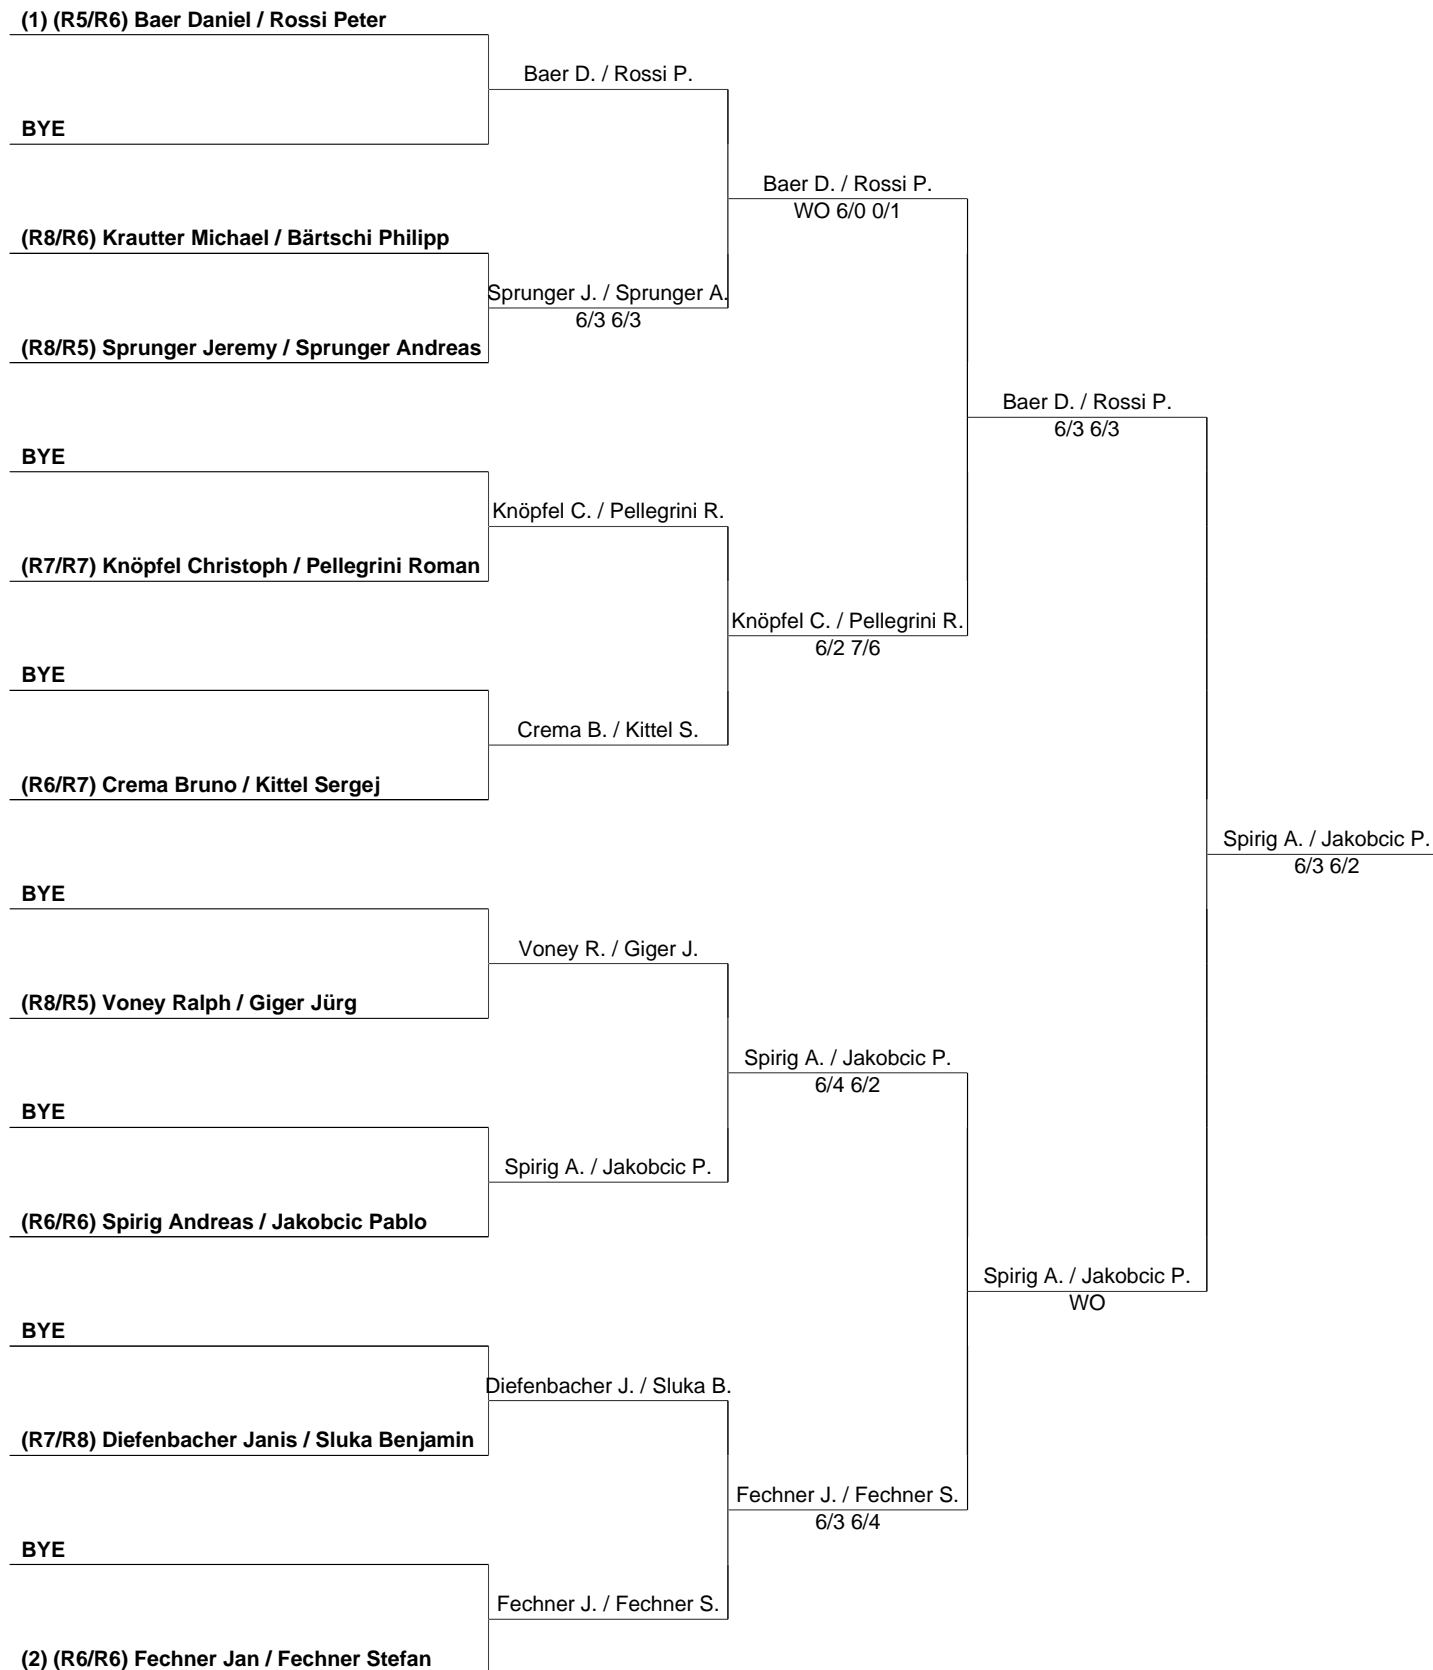 (1) (R5/R6) Baer Daniel / Rossi Peter
Baer D. / Rossi P.
BYE
Baer D. / Rossi P.
WO 6/0 0/1
(R8/R6) Krautter Michael / Bärtschi Philipp
Sprunger J. / Sprunger A.
6/3 6/3
(R8/R5) Sprunger Jeremy / Sprunger Andreas
Baer D. / Rossi P.
6/3 6/3
BYE
Knöpfel C. / Pellegrini R.
(R7/R7) Knöpfel Christoph / Pellegrini Roman
Knöpfel C. / Pellegrini R.
6/2 7/6
BYE
Crema B. / Kittel S.
(R6/R7) Crema Bruno / Kittel Sergej
Spirig A. / Jakobcic P.
6/3 6/2
BYE
Voney R. / Giger J.
(R8/R5) Voney Ralph / Giger Jürg
Spirig A. / Jakobcic P.
6/4 6/2
BYE
Spirig A. / Jakobcic P.
(R6/R6) Spirig Andreas / Jakobcic Pablo
Spirig A. / Jakobcic P.
WO
BYE
Diefenbacher J. / Sluka B.
(R7/R8) Diefenbacher Janis / Sluka Benjamin
Fechner J. / Fechner S.
6/3 6/4
BYE
Fechner J. / Fechner S.
(2) (R6/R6) Fechner Jan / Fechner Stefan